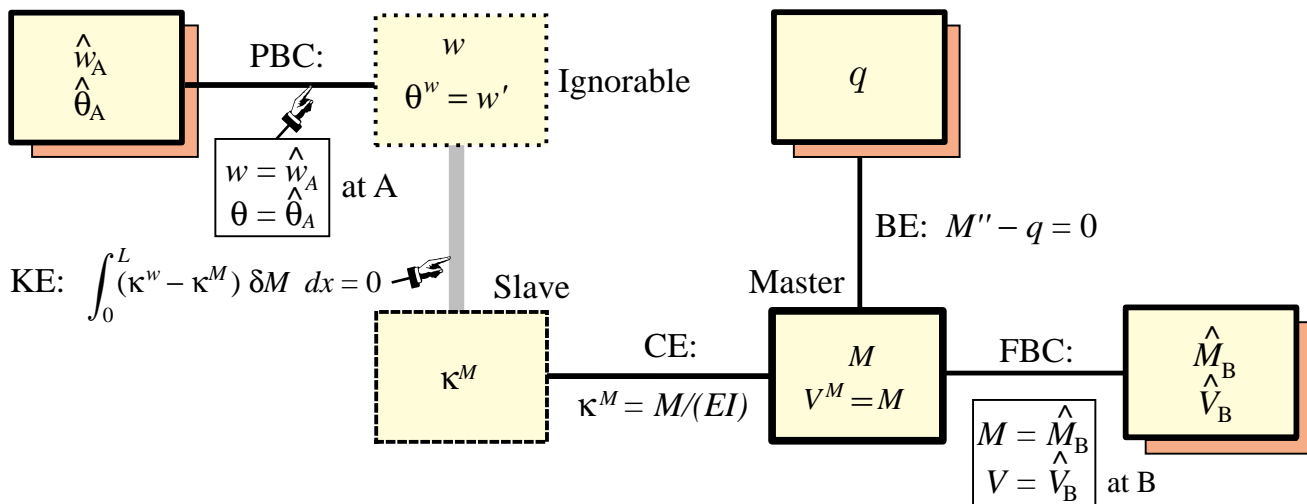 ŵ_A
θ̂_A
PBC:
w
θ^w = w'
Ignorable
q
w = ŵ_A
θ = θ̂_A
at A
BE: M'' − q = 0
KE: ∫_0^L (κ^w − κ^M) δM dx = 0
Slave
Master
κ^M
CE:
κ^M = M/(EI)
M
V^M = M
FBC:
M̂_B
V̂_B
M = M̂_B
V = V̂_B
at B